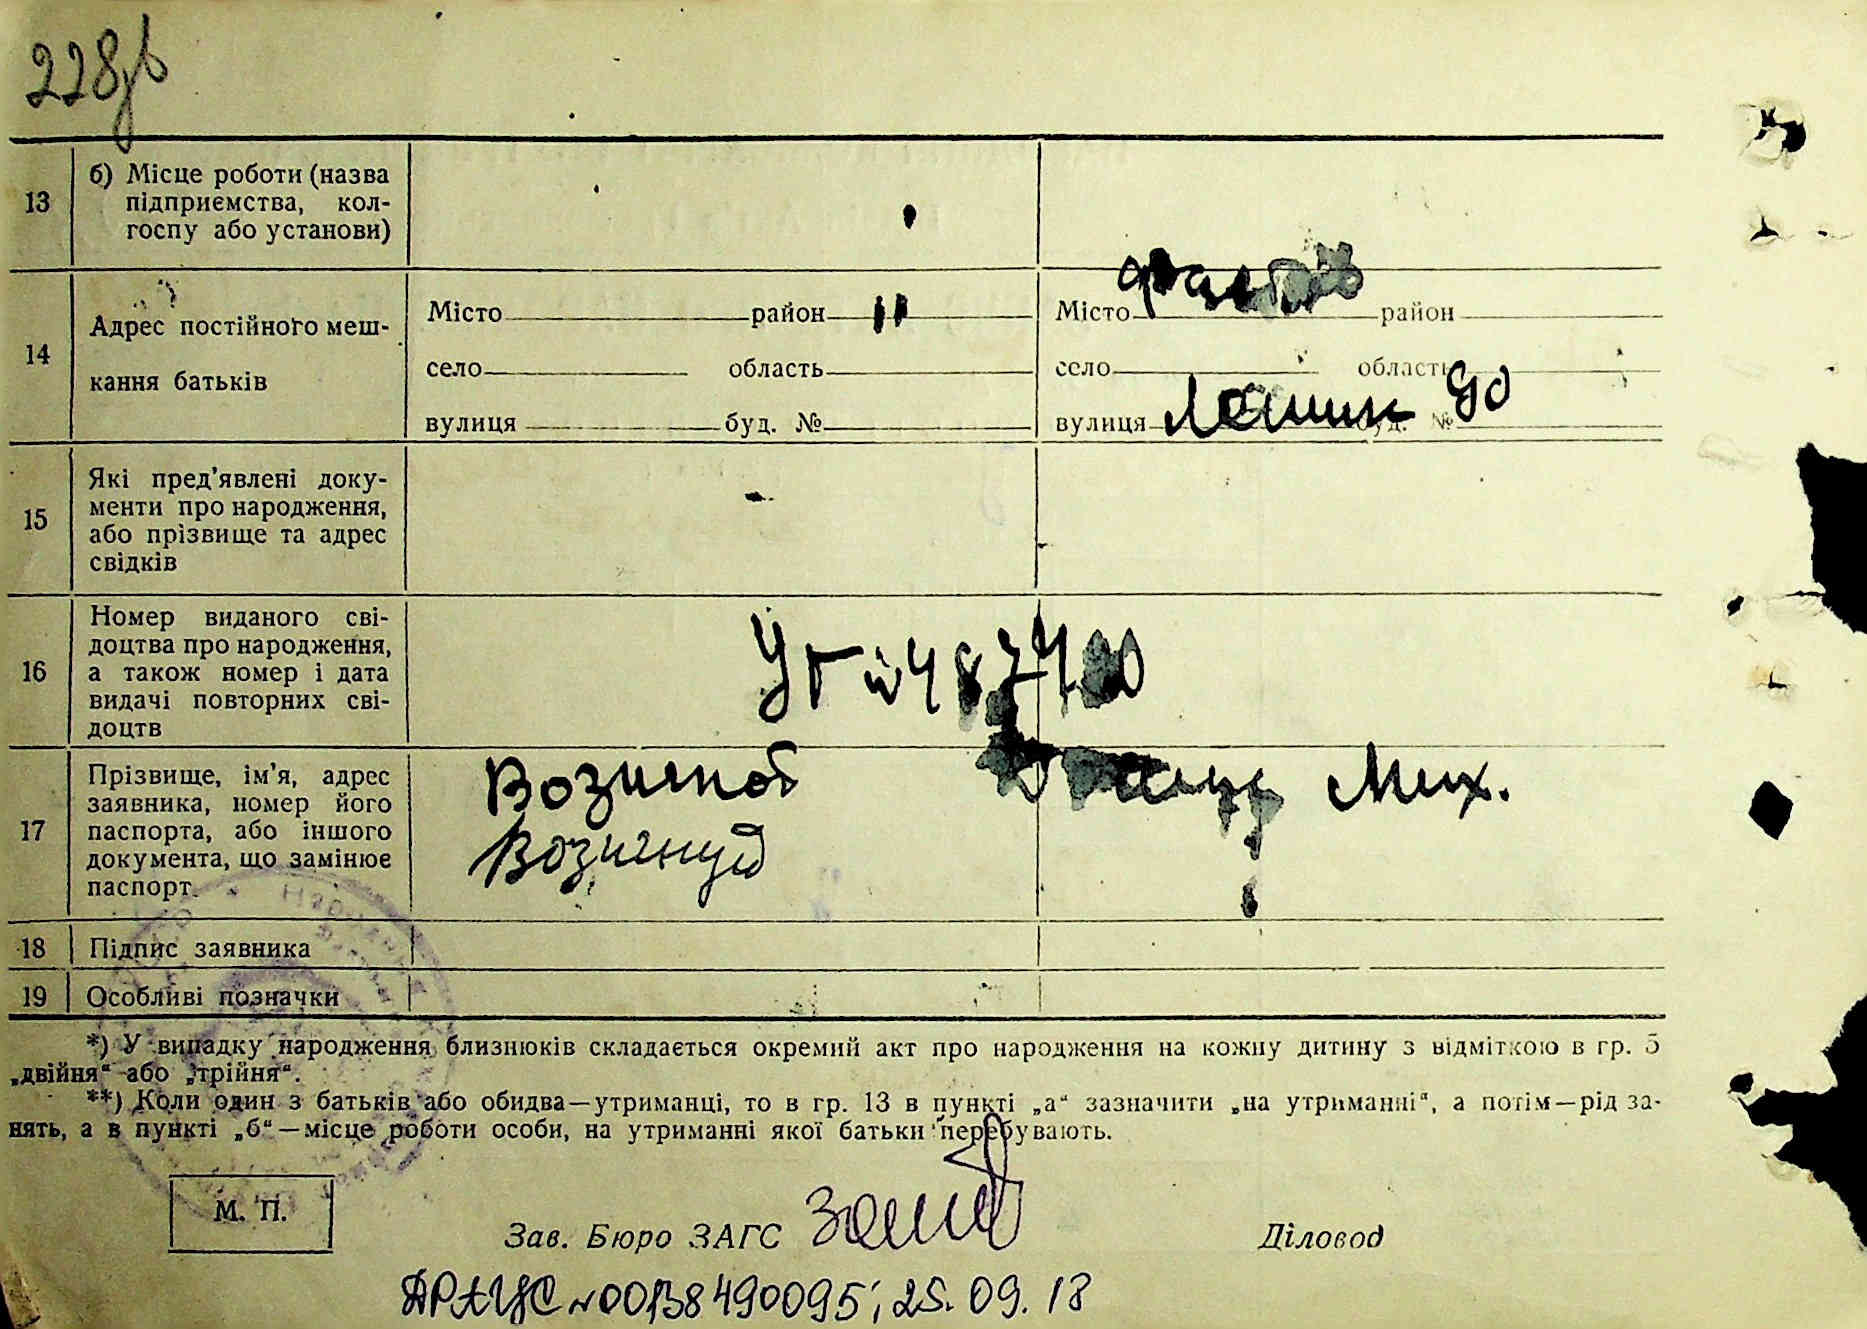 228
13 б) Місце роботи (назва
підприємства, кол-
госпу або установи)
14 Адрес постійного меш-
кання батьків
Місто район
село область
вулиця буд. №
Місто район
село область
вулиця буд. № 90
15 Які пред’явлені доку-
менти про народження,
або прізвище та адрес
свідків
16 Номер виданого сві-
доцтва про народження,
а також номер і дата
видачі повторних сві-
доцтв
17 Прізвище, ім’я, адрес
заявника, номер його
паспорта, або іншого
документа, що замінює
паспорт.
Мих.
18 Підпис заявника
19 Особливі позначки
*) У випадку народження близнюків складається окремий акт про народження на кожну дитину з відміткою в гр. 5
„двійня“ або „трійня“.
**) Коли один з батьків або обидва—утриманці, то в гр. 13 в пункті „а“ зазначити „на утриманні“, а потім—рід за-
нять, а в пункті „б“—місце роботи особи, на утриманні якої батьки перебувають.
М. П.
Зав. Бюро ЗАГС
Діловод
ДРАЦС №00138490095; 25.09.13